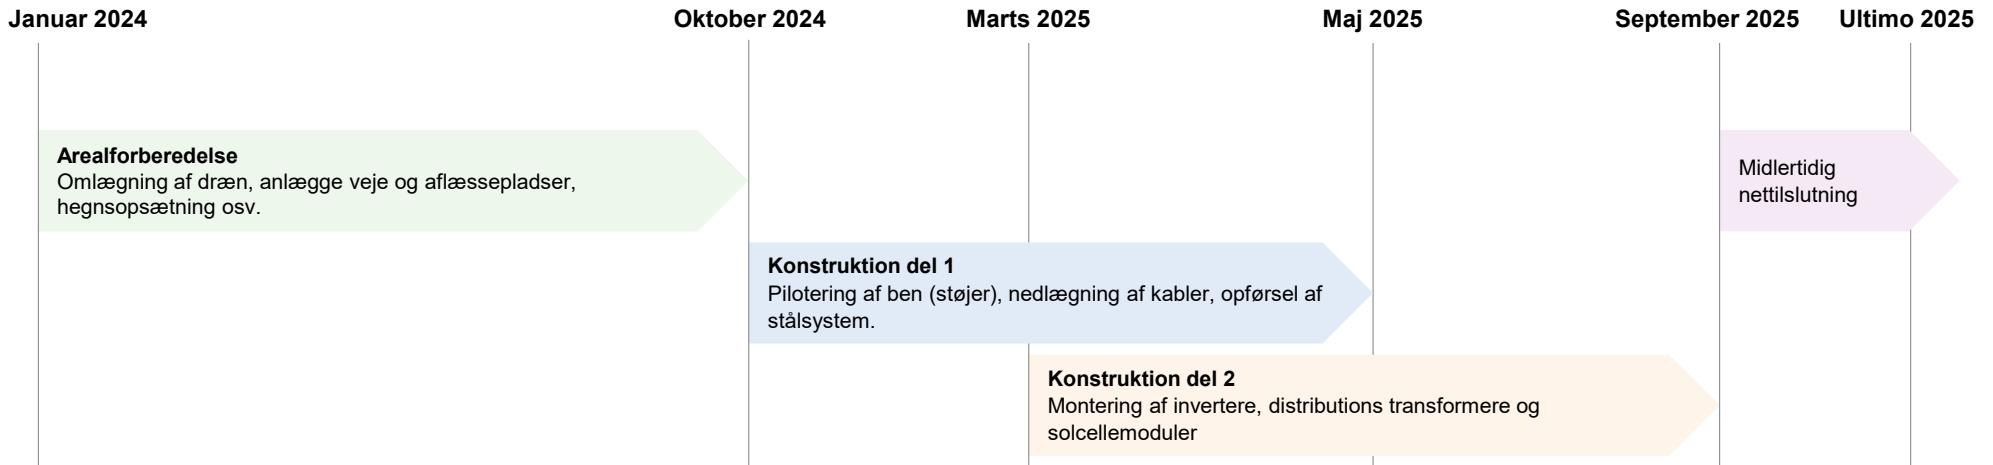 Januar 2024
Oktober 2024
Marts 2025
Maj 2025
September 2025
Ultimo 2025
Arealforberedelse
Omlægning af dræn, anlægge veje og aflæssepladser,
hegnsopsætning osv.
Midlertidig
nettilslutning
Konstruktion del 1
Pilotering af ben (støjer), nedlægning af kabler, opførsel af
stålsystem.
Konstruktion del 2
Montering af invertere, distributions transformere og
solcellemoduler